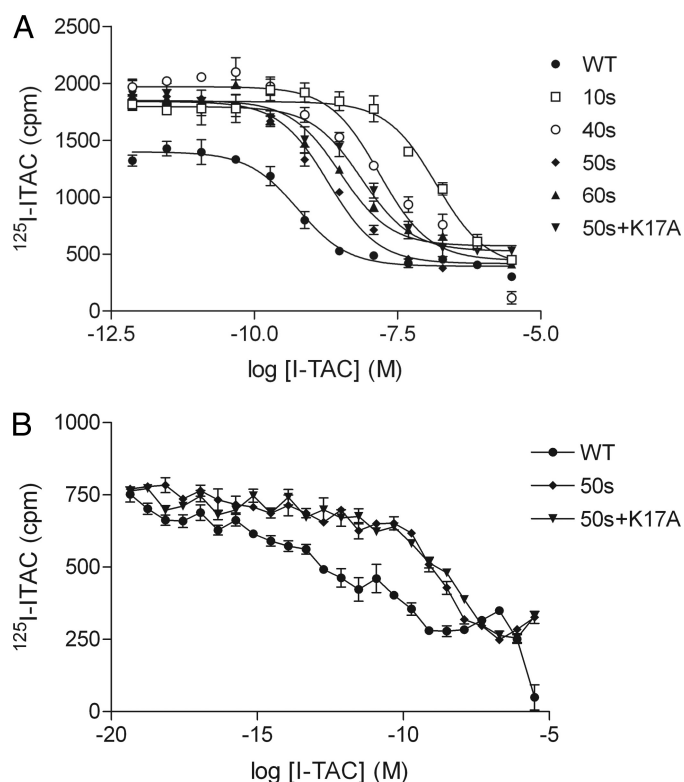 A
2500
2000
1500
1000
500
0
125I-ITAC (cpm)
-12.5
-10.0
-7.5
-5.0
log [I-TAC] (M)
WT
10s
40s
50s
60s
50s+K17A
B
1000
750
500
250
0
125I-ITAC (cpm)
-20
-15
-10
-5
log [I-TAC] (M)
WT
50s
50s+K17A